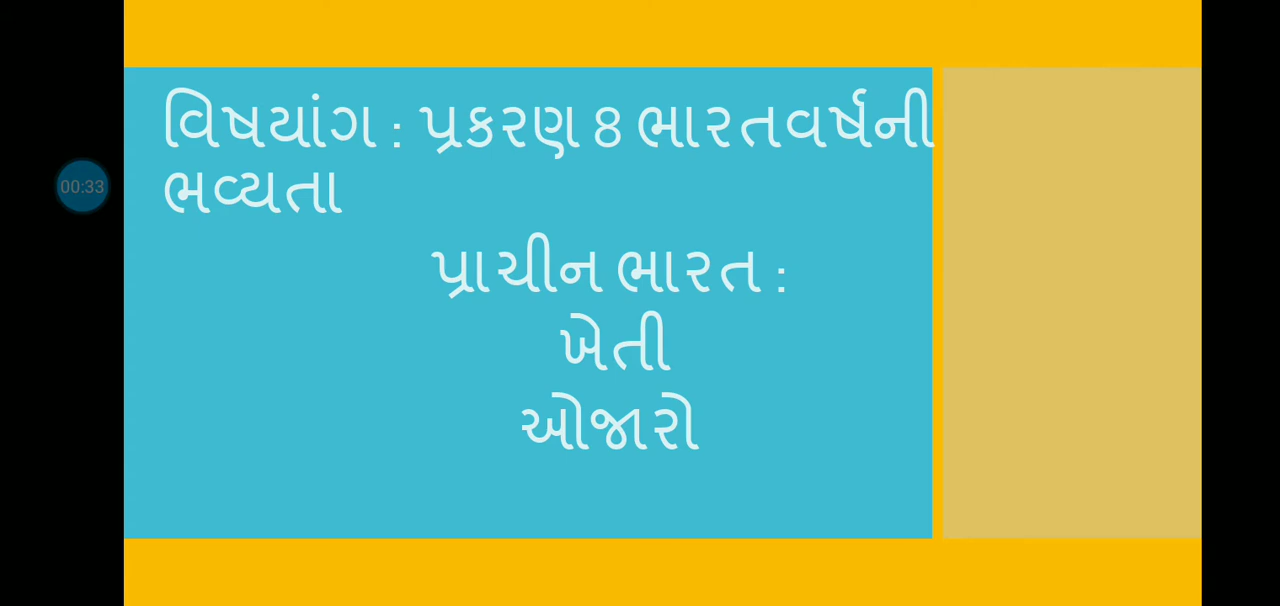 વિષયાંગ : પ્રકરણ 8 ભારતવર્ષની
ભવ્યતા
પ્રાચીન ભારત :
ખેતી
ઓજારો
00:33